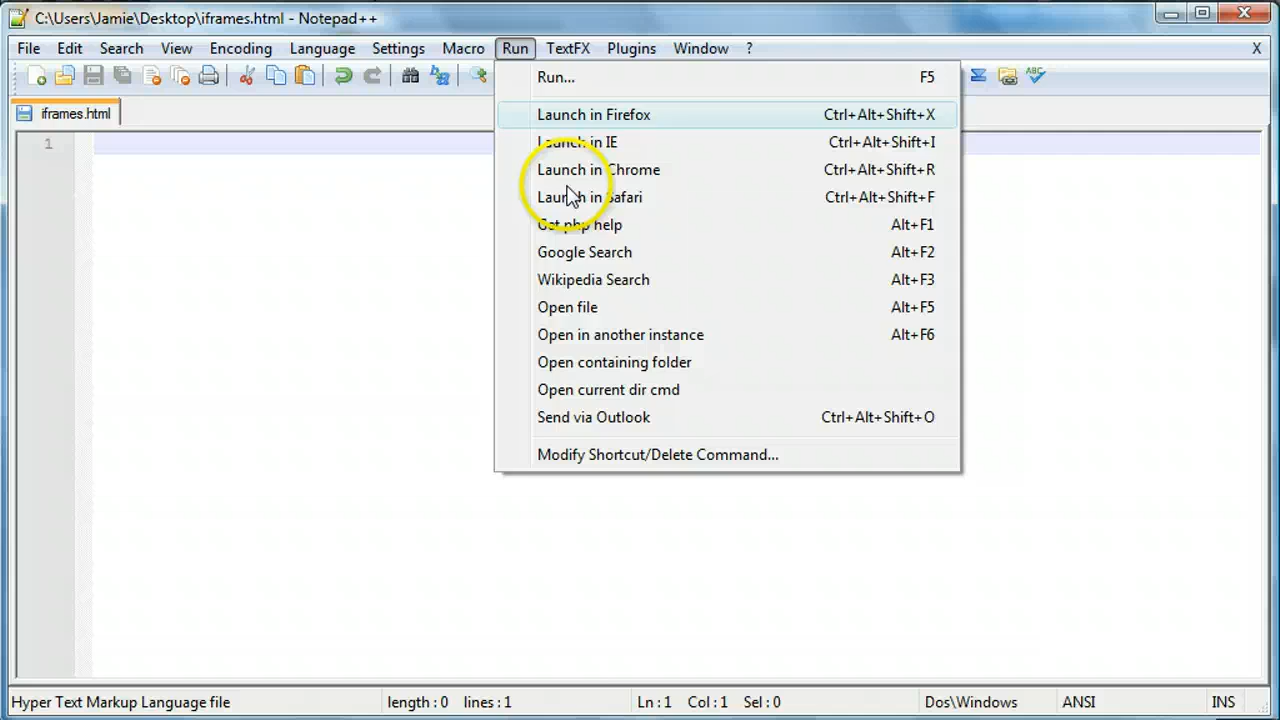 C:\Users\Jamie\Desktop\iframes.html - Notepad++
File Edit Search View Encoding Language Settings Macro Run TextFX Plugins Window ? X
iframes.html
1
Run... F5
Launch in Firefox Ctrl+Alt+Shift+X
Launch in IE Ctrl+Alt+Shift+I
Launch in Chrome Ctrl+Alt+Shift+R
Launch in Safari Ctrl+Alt+Shift+F
Get php help Alt+F1
Google Search Alt+F2
Wikipedia Search Alt+F3
Open file Alt+F5
Open in another instance Alt+F6
Open containing folder
Open current dir cmd
Send via Outlook Ctrl+Alt+Shift+O
Modify Shortcut/Delete Command...
Hyper Text Markup Language file length : 0 lines : 1 Ln : 1 Col : 1 Sel : 0 Dos\Windows ANSI INS